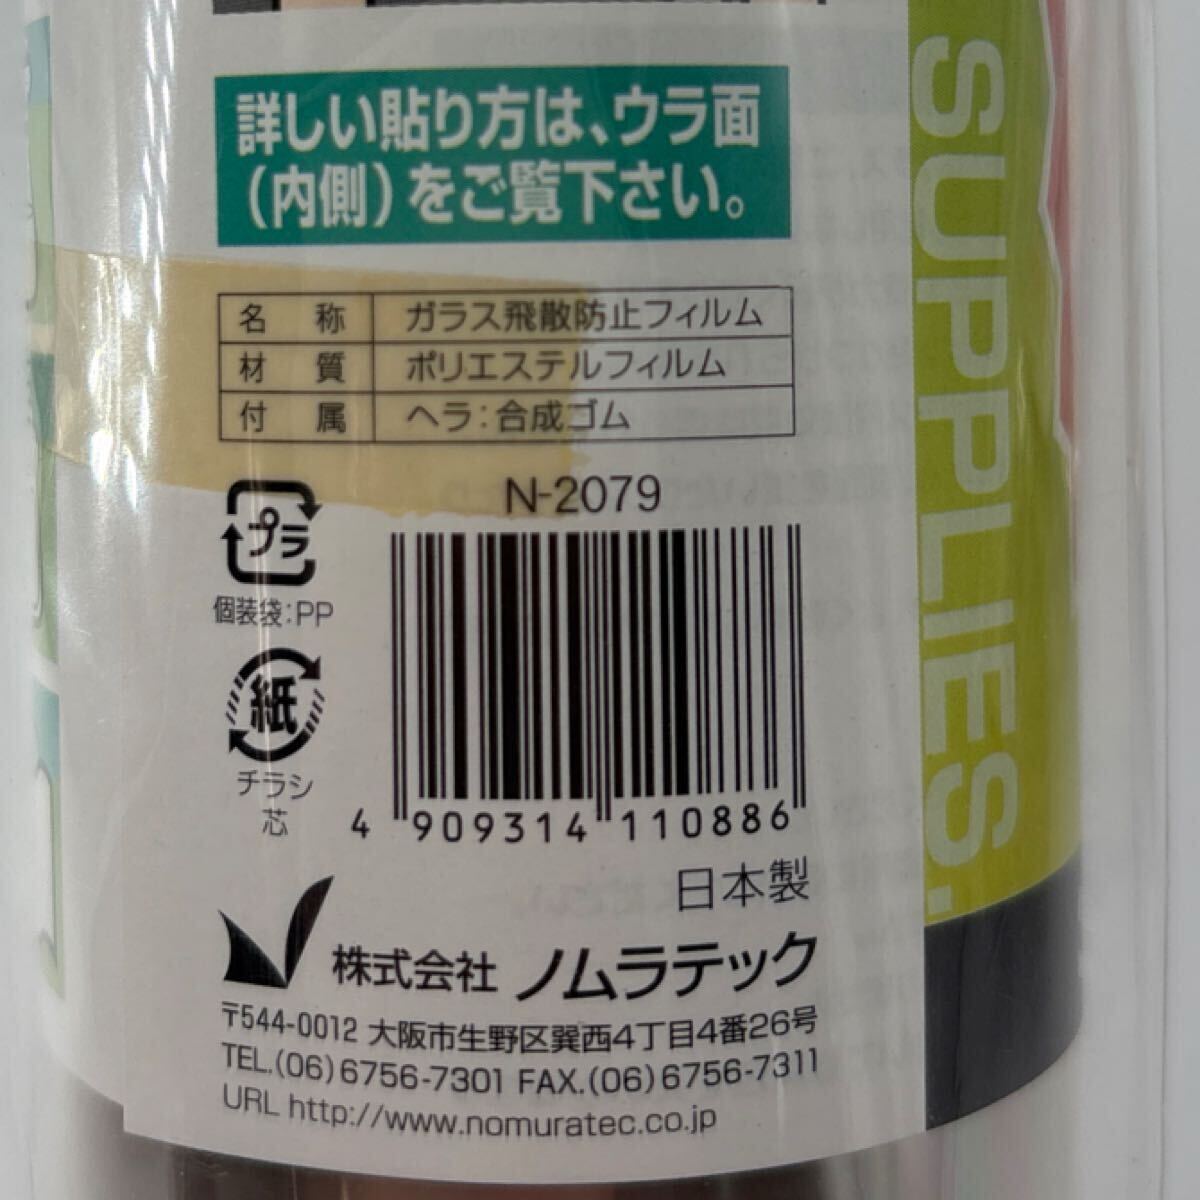 詳しい貼り方は、ウラ面
(内側)をご覧下さい。
名 称 ガラス飛散防止フィルム
材 質 ポリエステルフィルム
付 属 ヘラ:合成ゴム
N-2079
プラ
個装袋:PP
紙
チラシ
芯
4 909314 110886
日本製
株式会社 ノムラテック
〒544-0012 大阪市生野区巽西4丁目4番26号
TEL.(06)6756-7301 FAX.(06)6756-7311
URL http://www.nomuratec.co.jp
SUPPLIES.